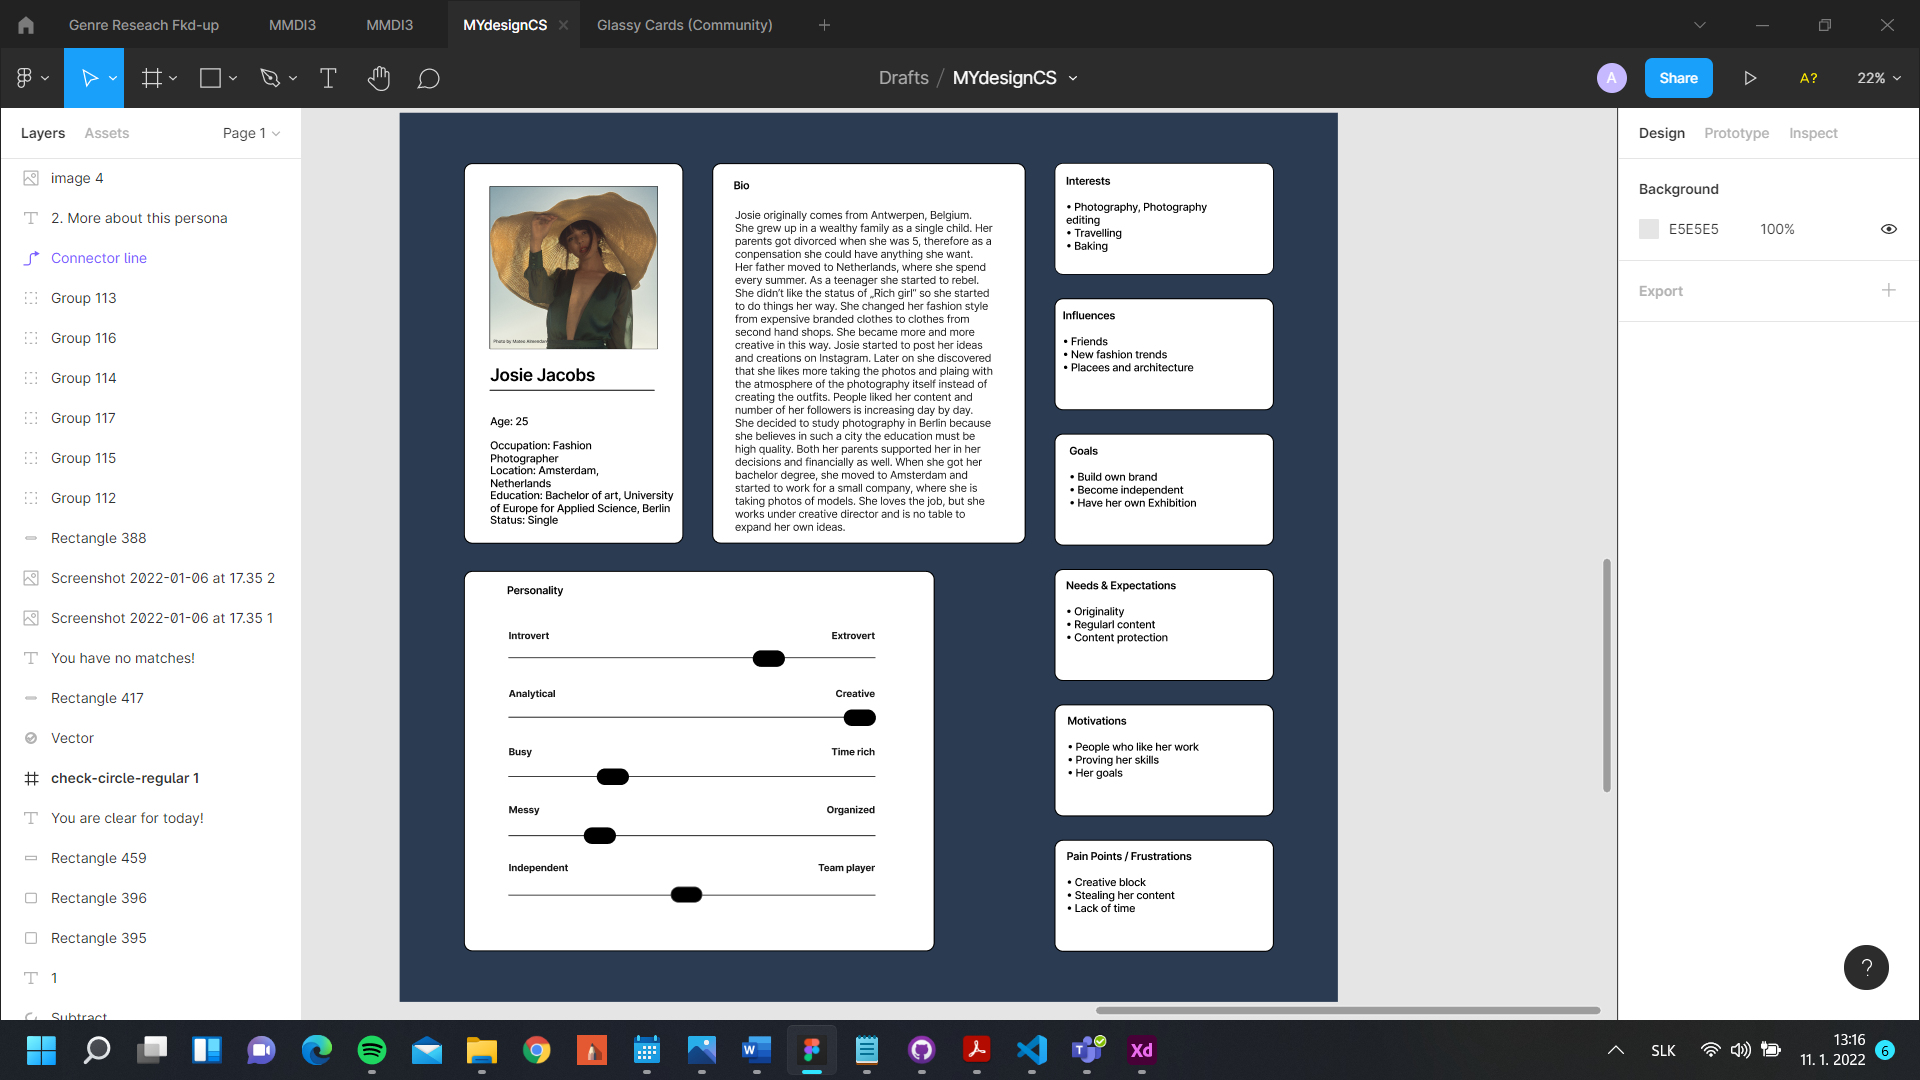 Genre Reseach Fkd-up
MMDI3
MMDI3
MYdesignCS
Glassy Cards (Community)
Drafts / MYdesignCS
A
Share
A?
22%
Layers
Assets
Page 1
image 4
2. More about this persona
Connector line
Group 113
Group 116
Group 114
Group 117
Group 115
Group 112
Rectangle 388
Screenshot 2022-01-06 at 17.35 2
Screenshot 2022-01-06 at 17.35 1
You have no matches!
Rectangle 417
Vector
check-circle-regular 1
You are clear for today!
Rectangle 459
Rectangle 396
Rectangle 395
1
Subtract
Josie Jacobs
Age: 25
Occupation: Fashion
Photographer
Location: Amsterdam,
Netherlands
Education: Bachelor of art, University
of Europe for Applied Science, Berlin
Status: Single
Bio
Josie originally comes from Antwerpen, Belgium.
She grew up in a wealthy family as a single child. Her
parents got divorced when she was 5, therefore as a
conpensation she could have anything she want.
Her father moved to Netherlands, where she spend
every summer. As a teenager she started to rebel.
She didn't like the status of „Rich girl" so she started
to do things her way. She changed her fashion style
from expensive branded clothes to clothes from
second hand shops. She became more and more
creative in this way. Josie started to post her ideas
and creations on Instagram. Later on she discovered
that she likes more taking the photos and plaing with
the atmosphere of the photography itself instead of
creating the outfits. People liked her content and
number of her followers is increasing day by day.
She decided to study photography in Berlin because
she believes in such a city the education must be
high quality. Both her parents supported her in her
decisions and financially as well. When she got her
bachelor degree, she moved to Amsterdam and
started to work for a small company, where she is
taking photos of models. She loves the job, but she
works under creative director and is no table to
expand her own ideas.
Interests
• Photography, Photography
editing
• Travelling
• Baking
Influences
• Friends
• New fashion trends
• Placees and architecture
Goals
• Build own brand
• Become independent
• Have her own Exhibition
Needs & Expectations
• Originality
• Regularl content
• Content protection
Motivations
• People who like her work
• Proving her skills
• Her goals
Pain Points / Frustrations
• Creative block
• Stealing her content
• Lack of time
Personality
Introvert
Extrovert
Analytical
Creative
Busy
Time rich
Messy
Organized
Independent
Team player
Design
Prototype
Inspect
Background
E5E5E5
100%
Export
?
W
Xd
SLK
13:16
11. 1. 2022
6